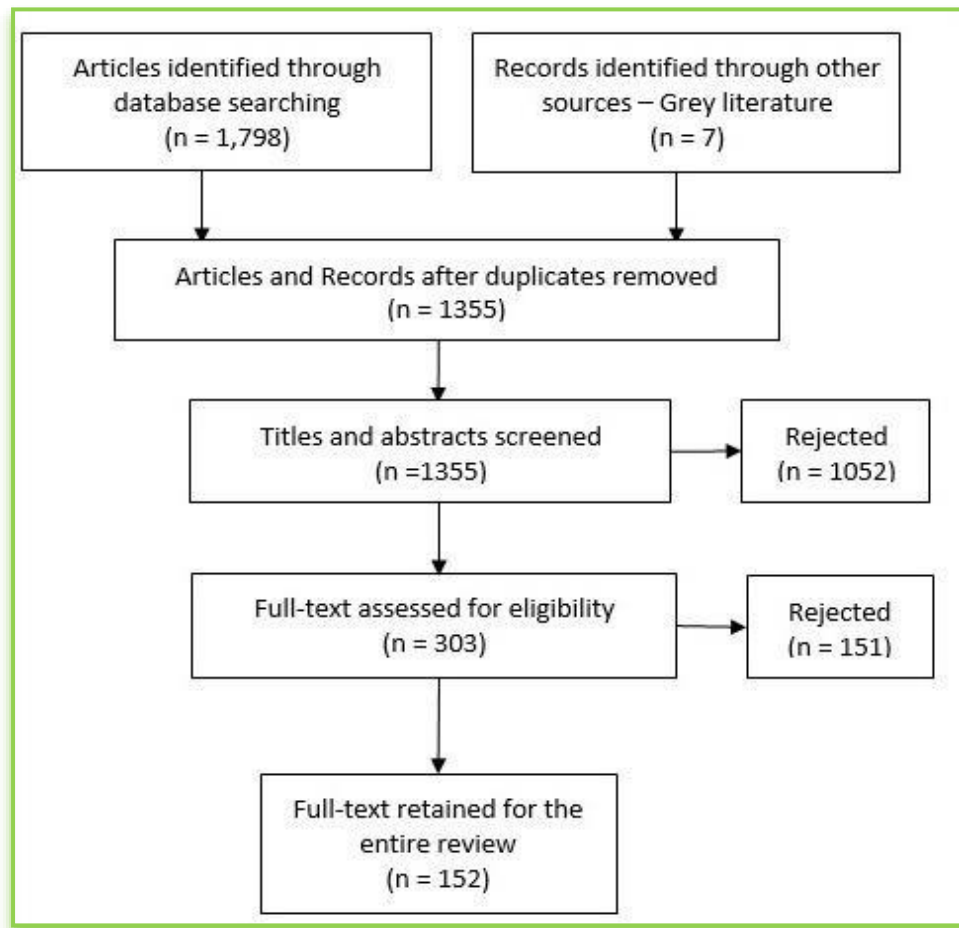 Articles identified through
database searching
(n = 1,798)
Records identified through other
sources – Grey literature
(n = 7)
Articles and Records after duplicates removed
(n = 1355)
Titles and abstracts screened
(n =1355)
Rejected
(n = 1052)
Full-text assessed for eligibility
(n = 303)
Rejected
(n = 151)
Full-text retained for the
entire review
(n = 152)